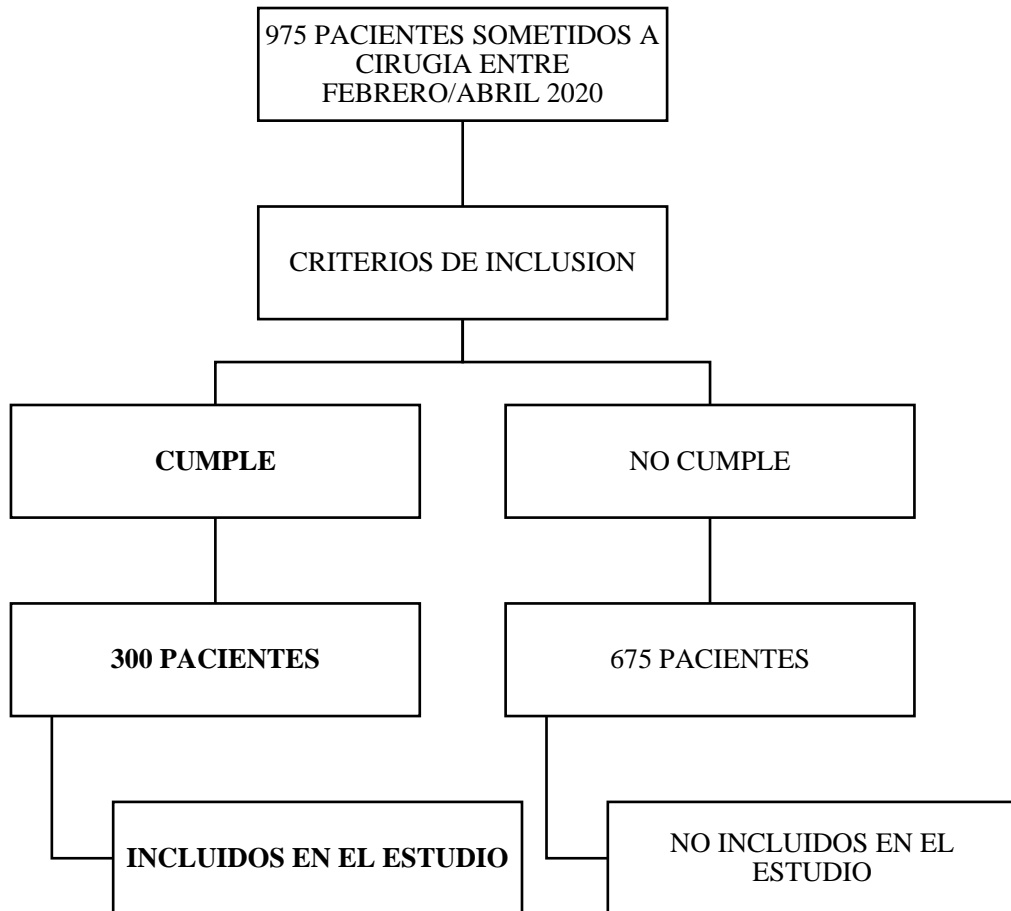 975 PACIENTES SOMETIDOS A
CIRUGIA ENTRE
FEBRERO/ABRIL 2020
CRITERIOS DE INCLUSION
CUMPLE
NO CUMPLE
300 PACIENTES
675 PACIENTES
INCLUIDOS EN EL ESTUDIO
NO INCLUIDOS EN EL
ESTUDIO